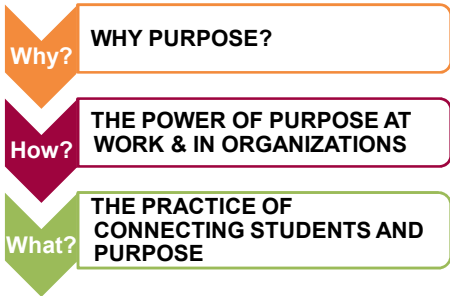 Why?
WHY PURPOSE?
How?
THE POWER OF PURPOSE AT
WORK & IN ORGANIZATIONS
What?
THE PRACTICE OF
CONNECTING STUDENTS AND
PURPOSE